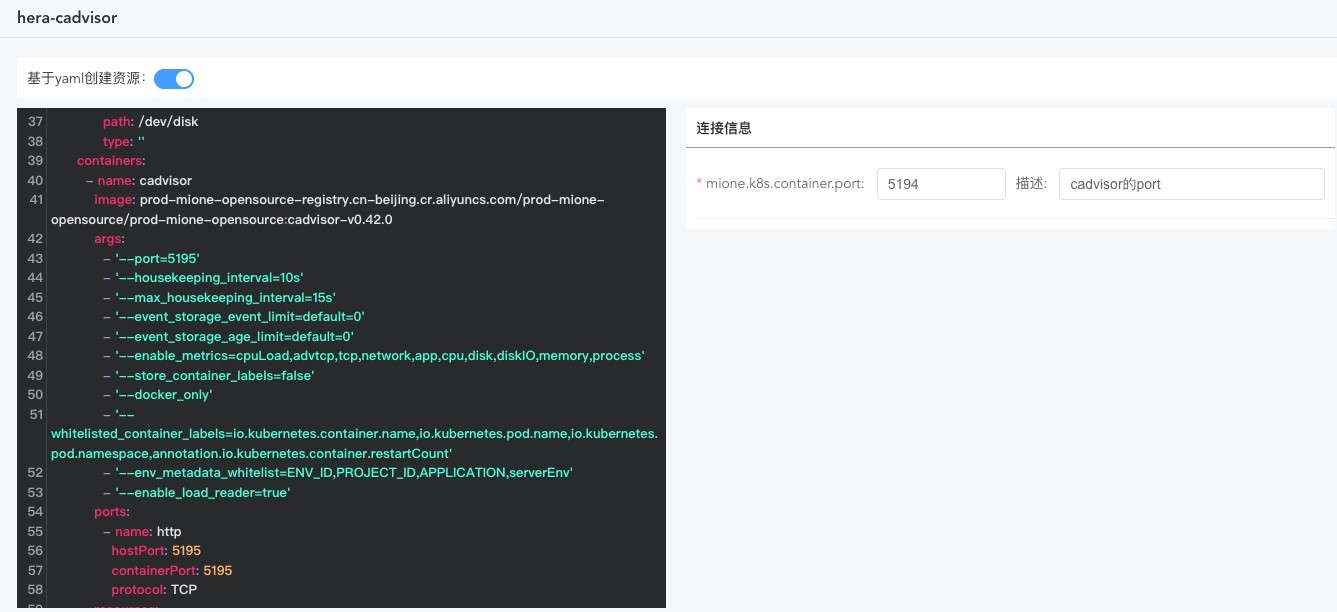 hera-cadvisor
基于yaml创建资源：
37 path: /dev/disk
38 type: ''
39 containers:
40 - name: cadvisor
41 image: prod-mione-opensource-registry.cn-beijing.cr.aliyuncs.com/prod-mione-
opensource/prod-mione-opensource:cadvisor-v0.42.0
42 args:
43 - '--port=5195'
44 - '--housekeeping_interval=10s'
45 - '--max_housekeeping_interval=15s'
46 - '--event_storage_event_limit=default=0'
47 - '--event_storage_age_limit=default=0'
48 - '--enable_metrics=cpuLoad,advtcp,tcp,network,app,cpu,disk,diskIO,memory,process'
49 - '--store_container_labels=false'
50 - '--docker_only'
51 - '--
whitelisted_container_labels=io.kubernetes.container.name,io.kubernetes.pod.name,io.kubernetes.
pod.namespace,annotation.io.kubernetes.container.restartCount'
52 - '--env_metadata_whitelist=ENV_ID,PROJECT_ID,APPLICATION,serverEnv'
53 - '--enable_load_reader=true'
54 ports:
55 - name: http
56 hostPort: 5195
57 containerPort: 5195
58 protocol: TCP
连接信息
* mione.k8s.container.port: 5194 描述: cadvisor的port